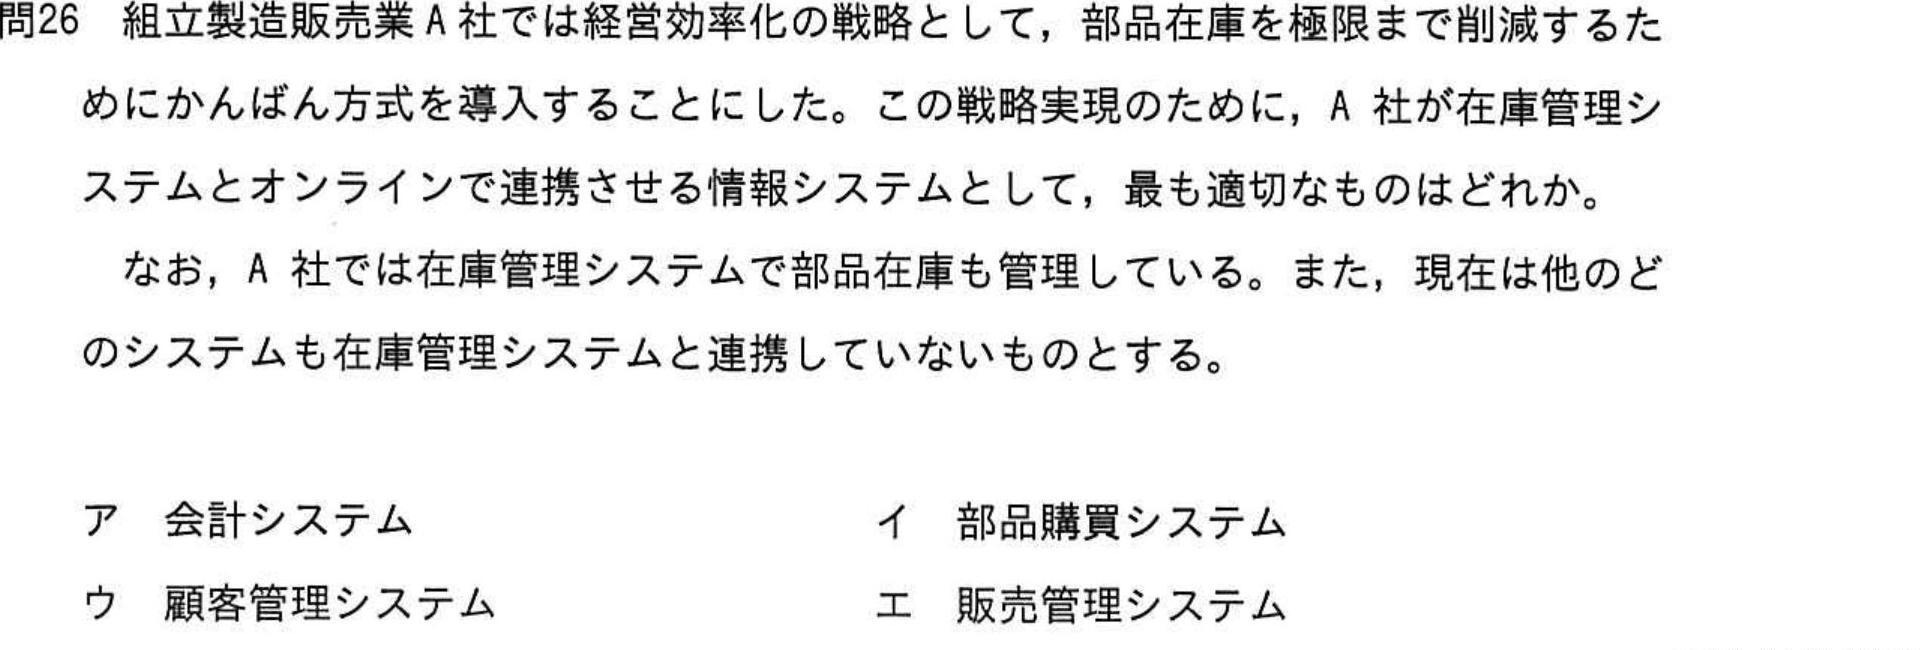 問26 組立製造販売業A社では経営効率化の戦略として，部品在庫を極限まで削減するた
めにかんばん方式を導入することにした。この戦略実現のために，A 社が在庫管理シ
ステムとオンラインで連携させる情報システムとして，最も適切なものはどれか。
なお，A 社では在庫管理システムで部品在庫も管理している。また，現在は他のど
のシステムも在庫管理システムと連携していないものとする。
ア 会計システム イ 部品購買システム
ウ 顧客管理システム エ 販売管理システム